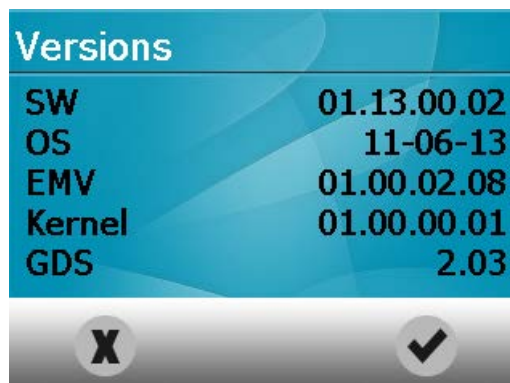 Versions
SW 01.13.00.02
OS 11-06-13
EMV 01.00.02.08
Kernel 01.00.00.01
GDS 2.03